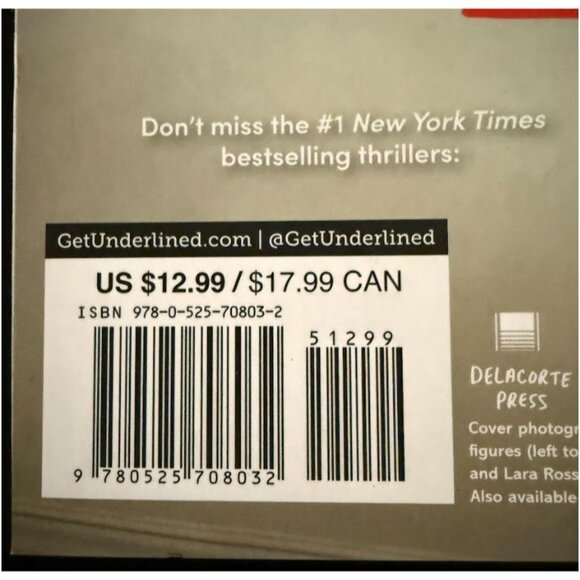 Don't miss the #1 New York Times
bestselling thrillers:
GetUnderlined.com | @GetUnderlined
US $12.99 / $17.99 CAN
ISBN 978-0-525-70803-2
51299
9 780525 708032
DELACORTE
PRESS
Cover photogr
figures (left to
and Lara Ross
Also available